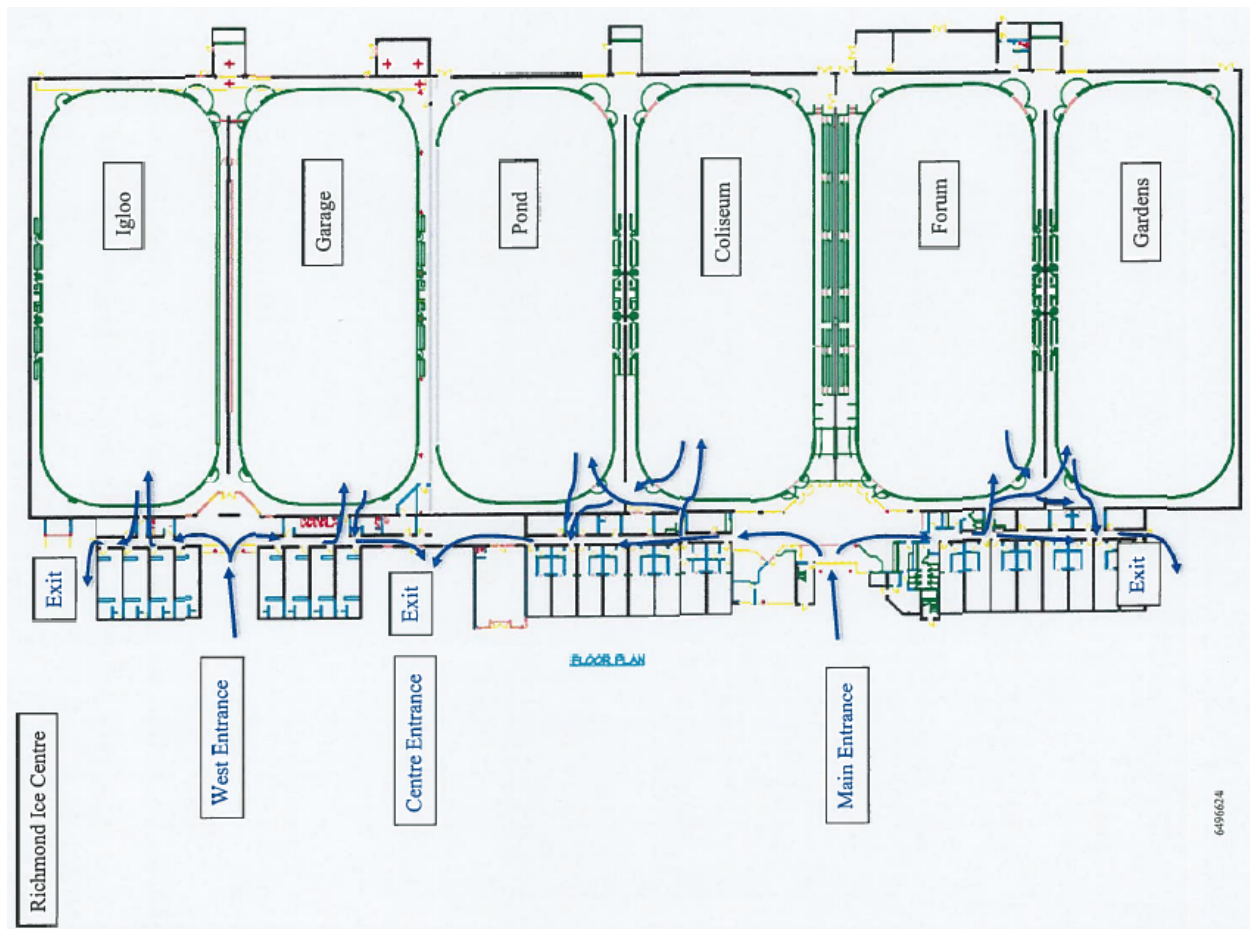 Igloo
Garage
Pond
Coliseum
Forum
Gardens
Exit
Exit
Exit
FLOOR PLAN
West Entrance
Centre Entrance
Main Entrance
Richmond Ice Centre
6496624